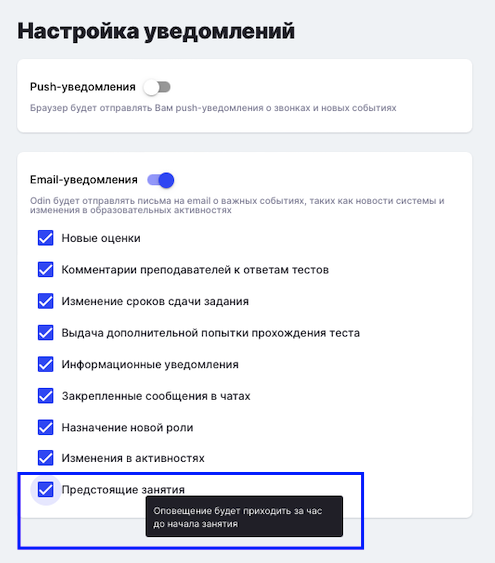 Настройка уведомлений
Push-уведомления
Браузер будет отправлять Вам push-уведомления о звонках и новых событиях
Email-уведомления
Odin будет отправлять письма на email о важных событиях, таких как новости системы и
изменения в образовательных активностях
Новые оценки
Комментарии преподавателей к ответам тестов
Изменение сроков сдачи задания
Выдача дополнительной попытки прохождения теста
Информационные уведомления
Закрепленные сообщения в чатах
Назначение новой роли
Изменения в активностях
Предстоящие занятия
Оповещение будет приходить за час
до начала занятия